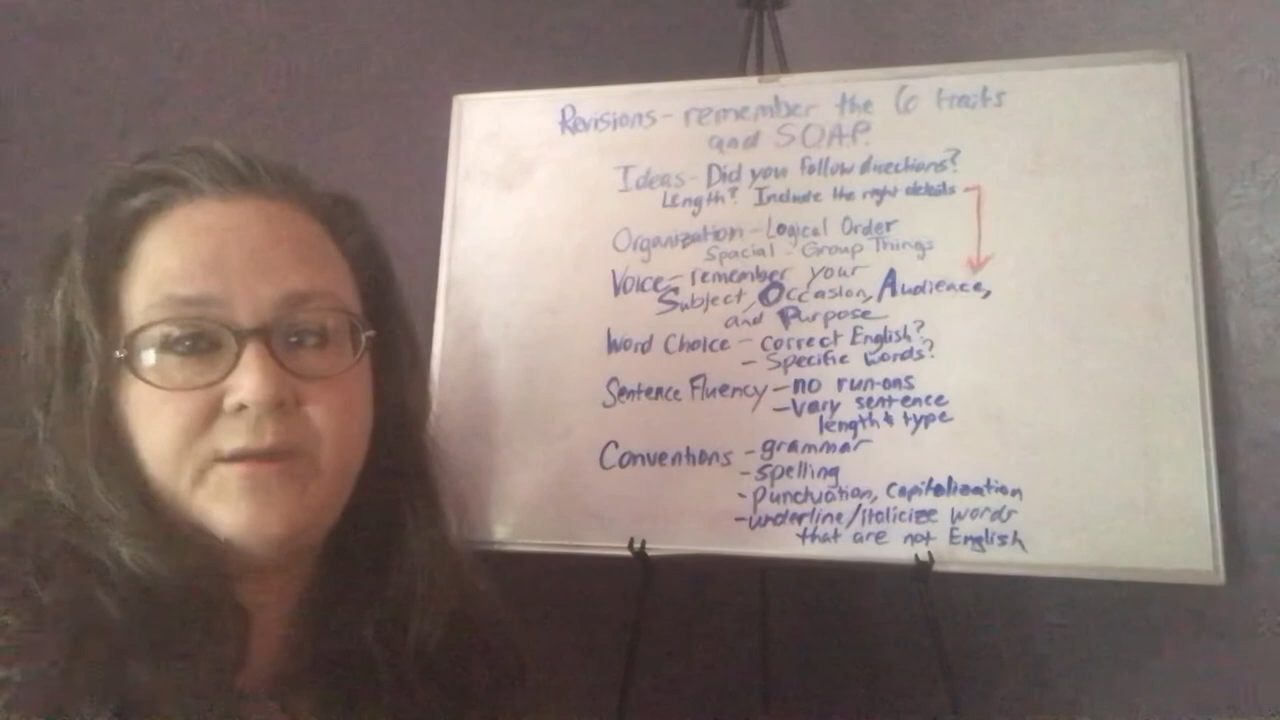 Revisions - remember the 6 traits
and SOAP.
Ideas - Did you follow directions?
Length? Include the right details
Organization - Logical Order
Spacial - Group Things
Voice - remember your
Subject, Occasion, Audience,
and Purpose
Word Choice - correct English?
- Specific words?
Sentence Fluency - no run-ons
- Vary sentence
length & type
Conventions - grammar
- spelling
- punctuation, capitalization
- underline/italicize words
that are not English